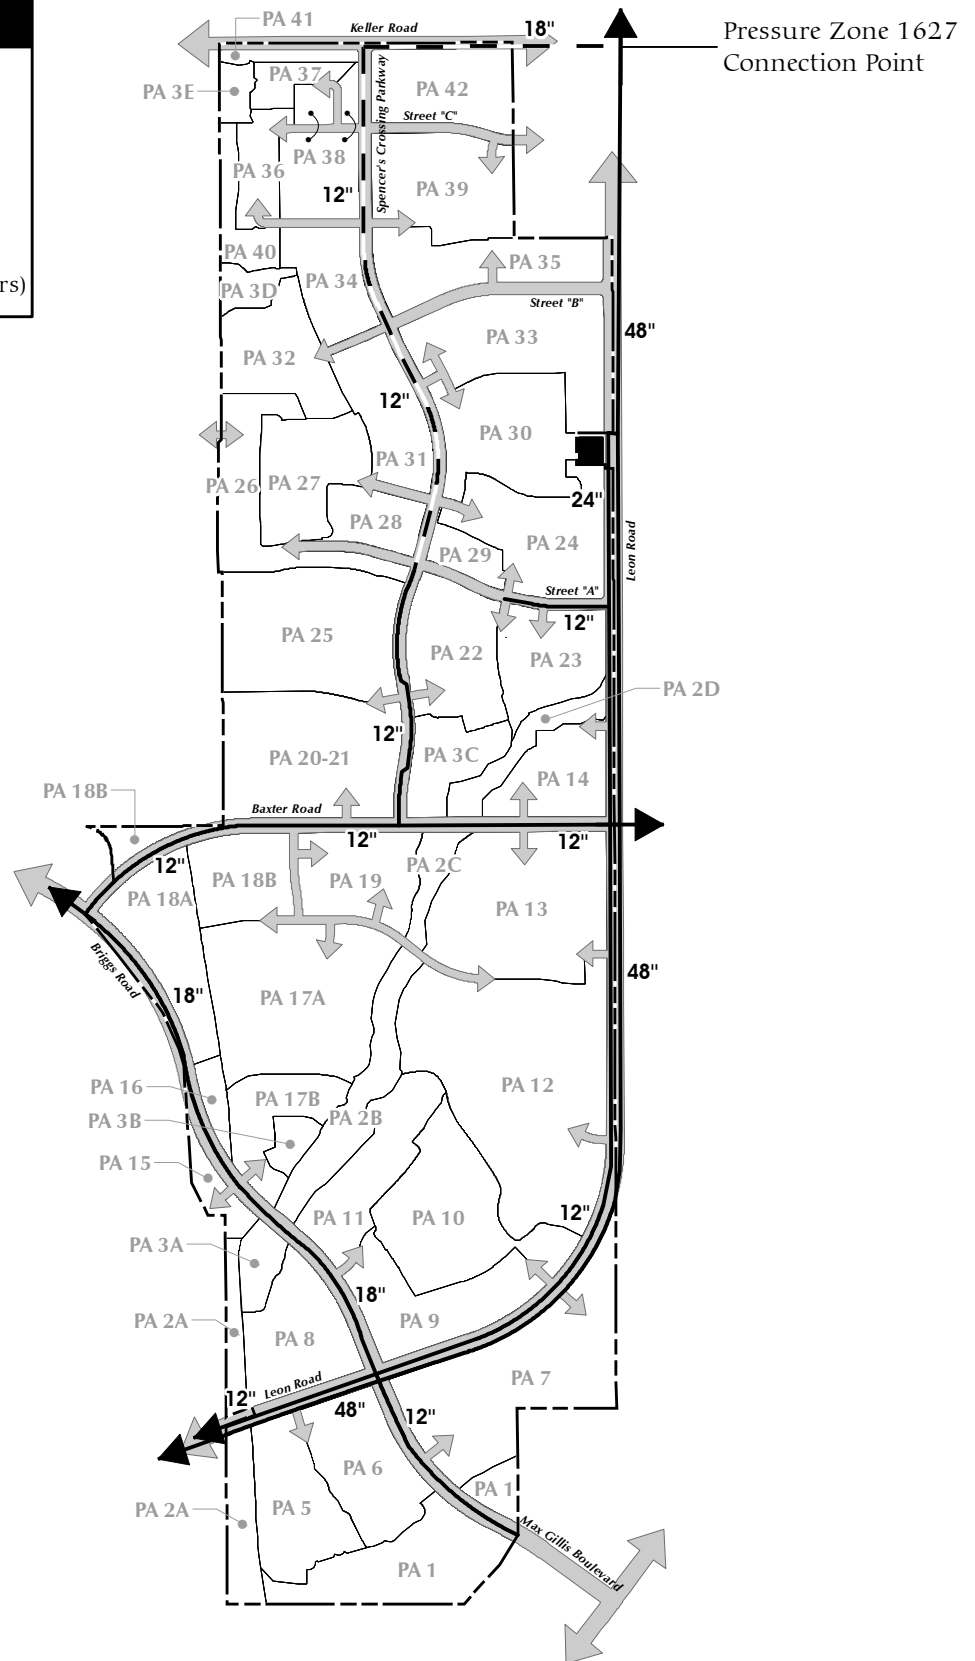 PA 41
Keller Road
18"
Pressure Zone 1627
Connection Point
PA 37
PA 3E
PA 42
Spencer's Crossing Parkway
Street "C"
PA 38
PA 36
12"
PA 39
PA 40
PA 35
rs)
PA 3D
PA 34
Street "B"
PA 33
48"
PA 32
12"
PA 30
PA 31
PA 26
PA 27
24"
PA 28
PA 24
PA 29
Leon Road
Street "A"
12"
PA 25
PA 22
PA 23
PA 2D
12"
PA 20-21
PA 3C
PA 14
PA 18B
Baxter Road
12"
12"
12"
PA 2C
PA 18B
PA 19
PA 18A
PA 13
Briggs Road
48"
18"
PA 17A
PA 16
PA 12
PA 17B
PA 3B
PA 2B
PA 15
12"
PA 11
PA 10
PA 3A
18"
PA 2A
PA 9
PA 8
PA 7
Leon Road
12"
48"
12"
PA 6
PA 1
PA 2A
PA 5
Max Gillis Boulevard
PA 1